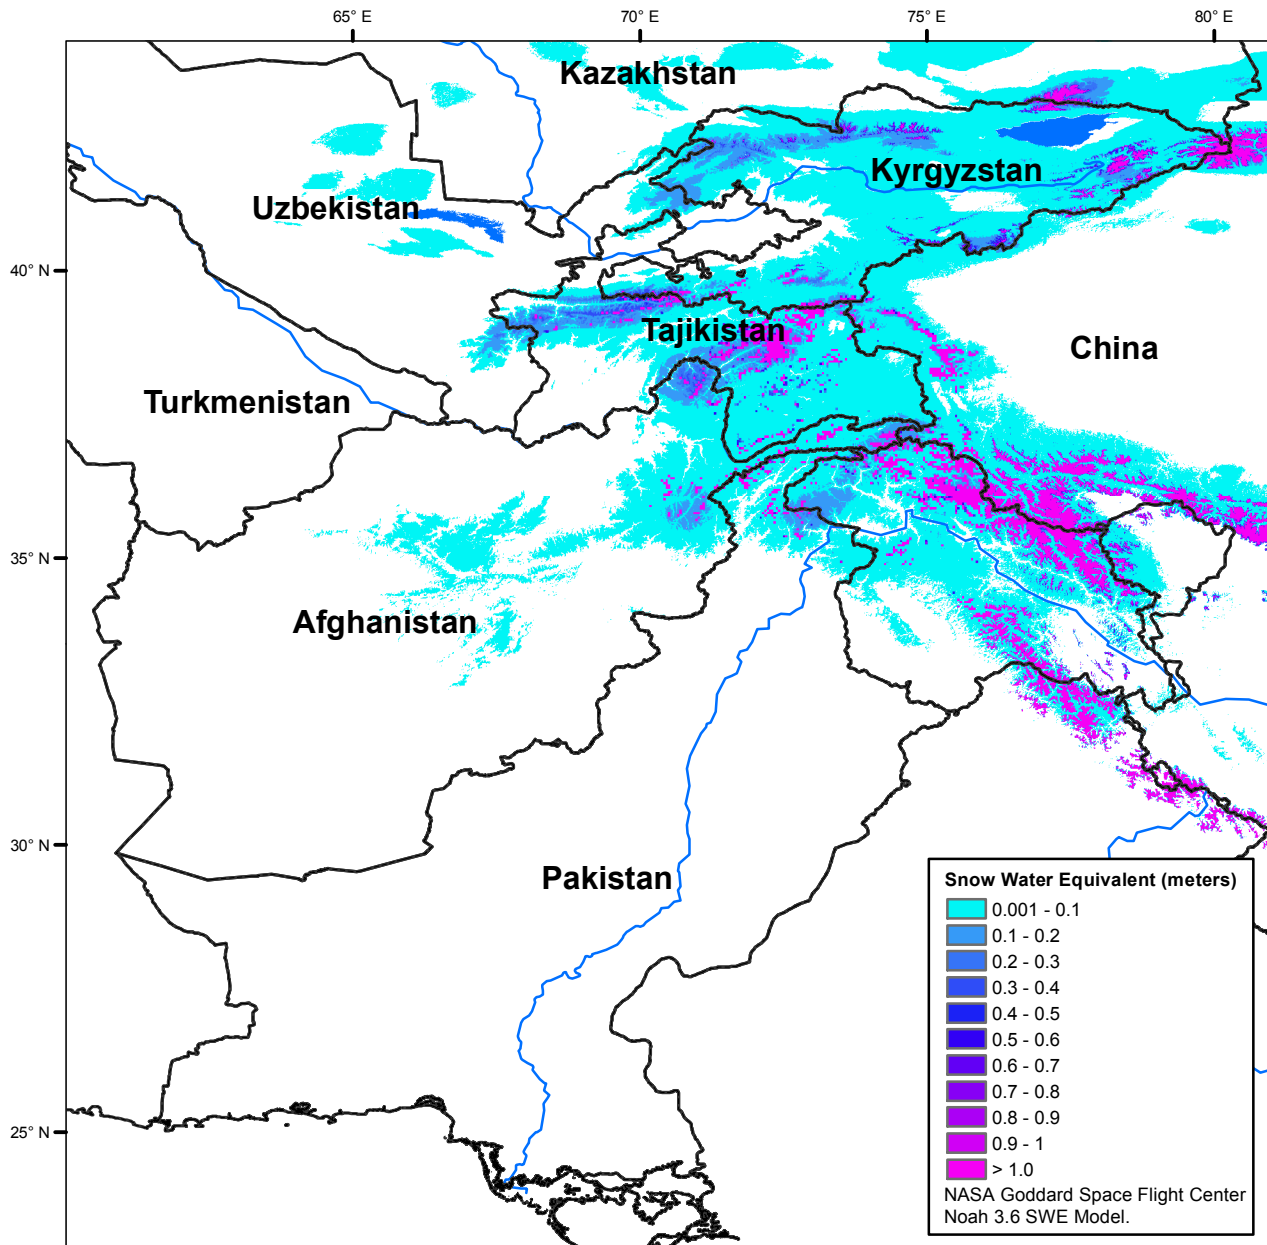 65° E
70° E
75° E
80° E
Kazakhstan
Kyrgyzstan
Uzbekistan
40° N
Tajikistan
China
Turkmenistan
35° N
Afghanistan
30° N
Pakistan
Snow Water Equivalent (meters)
0.001 - 0.1
0.1 - 0.2
0.2 - 0.3
0.3 - 0.4
0.4 - 0.5
0.5 - 0.6
0.6 - 0.7
0.7 - 0.8
0.8 - 0.9
0.9 - 1
> 1.0
25° N
NASA Goddard Space Flight Center
Noah 3.6 SWE Model.